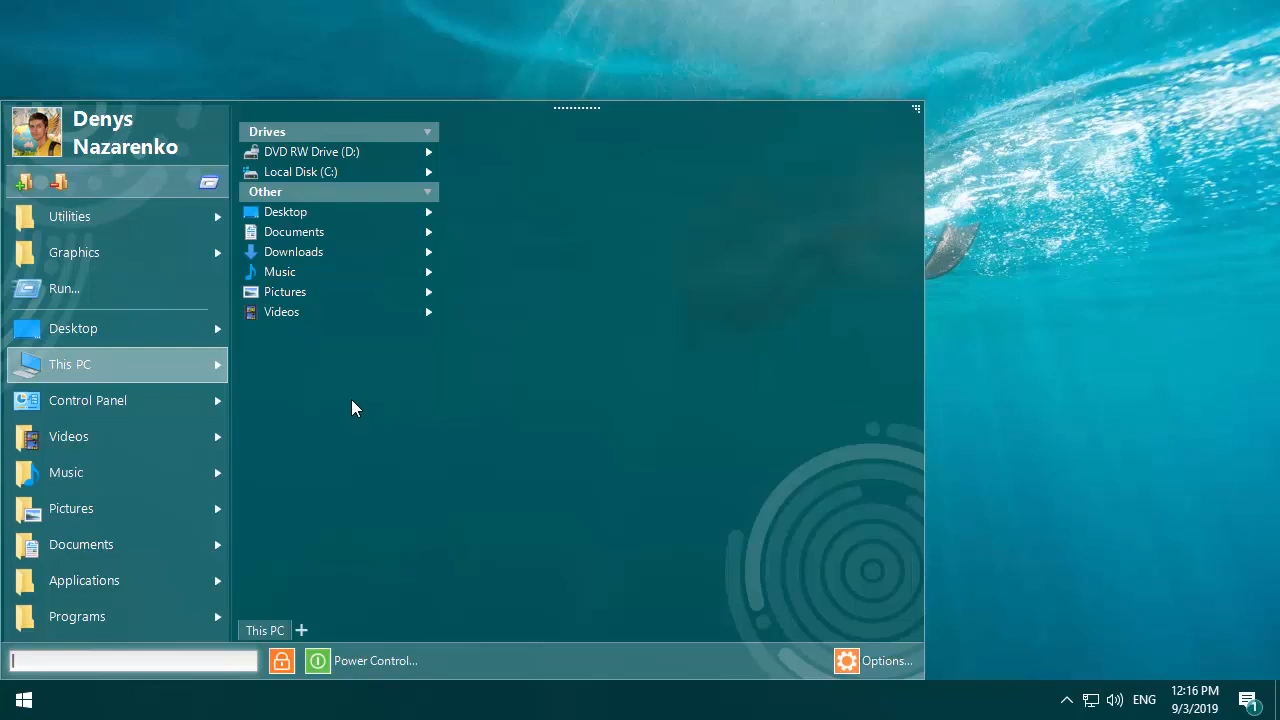 Denys
Nazarenko
Utilities
Graphics
Run...
Desktop
This PC
Control Panel
Videos
Music
Pictures
Documents
Applications
Programs
Drives
DVD RW Drive (D:)
Local Disk (C:)
Other
Desktop
Documents
Downloads
Music
Pictures
Videos
This PC
Power Control...
Options...
ENG
12:16 PM
9/3/2019
1